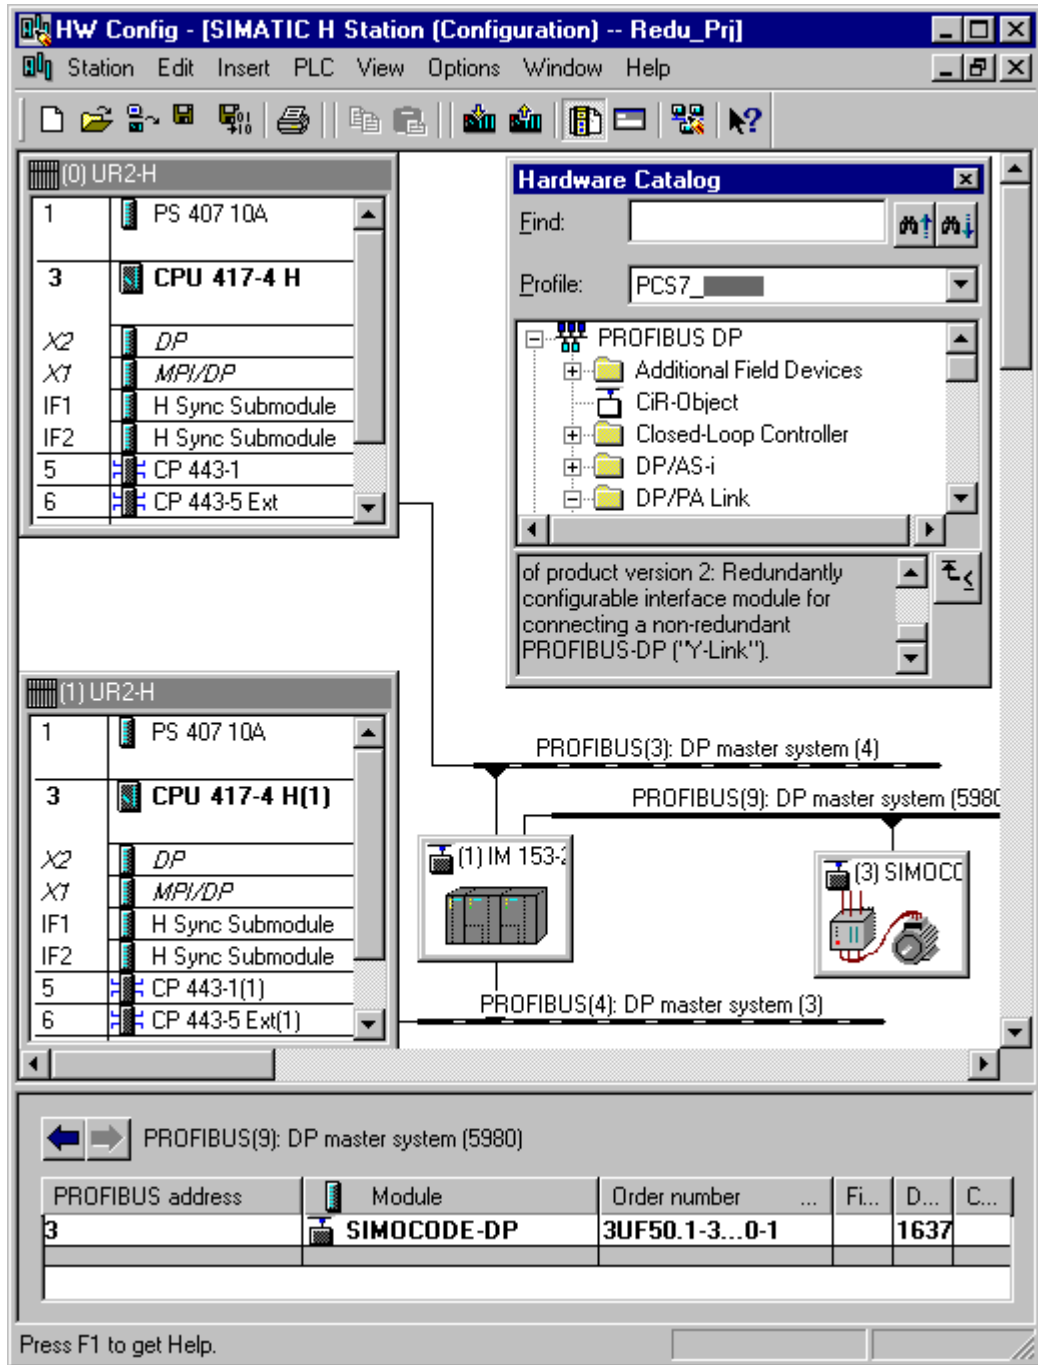 HW Config - [SIMATIC H Station (Configuration) -- Redu_Prj]
Station Edit Insert PLC View Options Window Help
(0) UR2-H
1 PS 407 10A
3 CPU 417-4 H
X2 DP
X1 MPI/DP
IF1 H Sync Submodule
IF2 H Sync Submodule
5 CP 443-1
6 CP 443-5 Ext
Hardware Catalog
Find:
Profile: PCS7_
PROFIBUS DP
Additional Field Devices
CiR-Object
Closed-Loop Controller
DP/AS-i
DP/PA Link
of product version 2: Redundantly
configurable interface module for
connecting a non-redundant
PROFIBUS-DP ("Y-Link").
(1) UR2-H
1 PS 407 10A
3 CPU 417-4 H(1)
X2 DP
X1 MPI/DP
IF1 H Sync Submodule
IF2 H Sync Submodule
5 CP 443-1(1)
6 CP 443-5 Ext(1)
PROFIBUS(3): DP master system (4)
PROFIBUS(9): DP master system (5980
(1) IM 153-2
(3) SIMOCO
PROFIBUS(4): DP master system (3)
PROFIBUS(9): DP master system (5980)
PROFIBUS address Module Order number ... Fi... D... C...
3 SIMOCODE-DP 3UF50.1-3...0-1 1637
Press F1 to get Help.